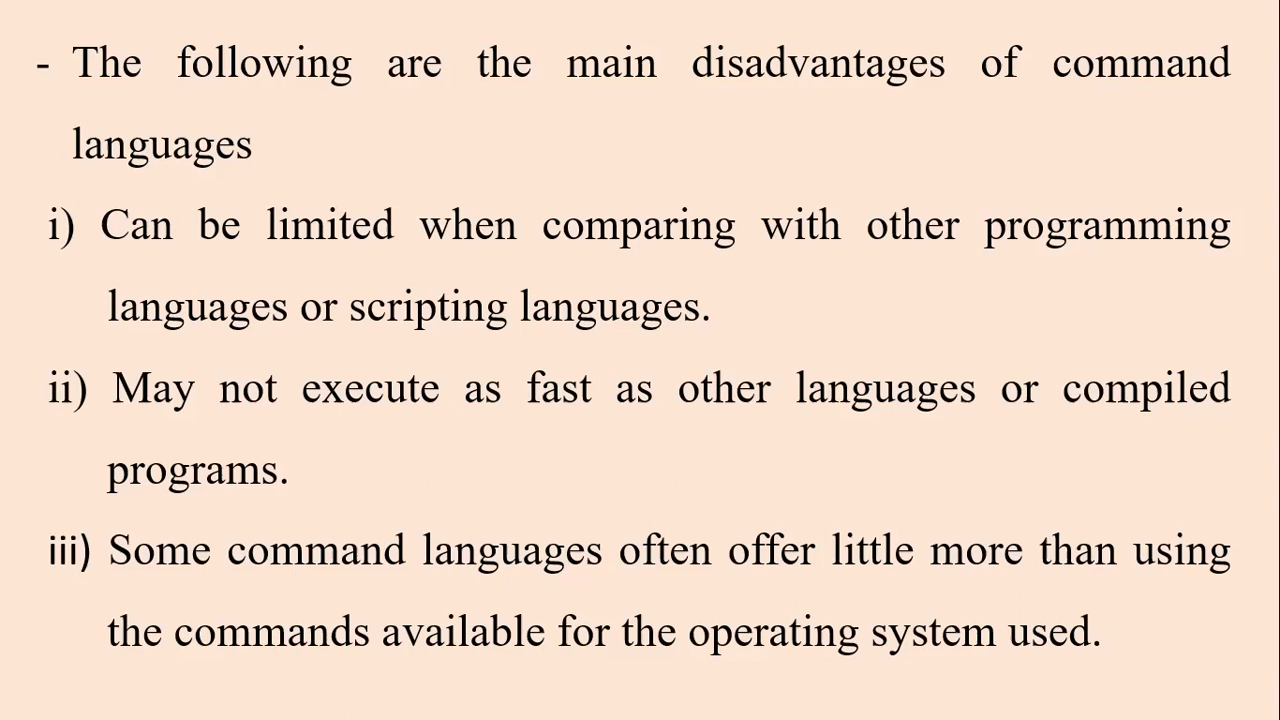 - The following are the main disadvantages of command
languages
i) Can be limited when comparing with other programming
languages or scripting languages.
ii) May not execute as fast as other languages or compiled
programs.
iii) Some command languages often offer little more than using
the commands available for the operating system used.